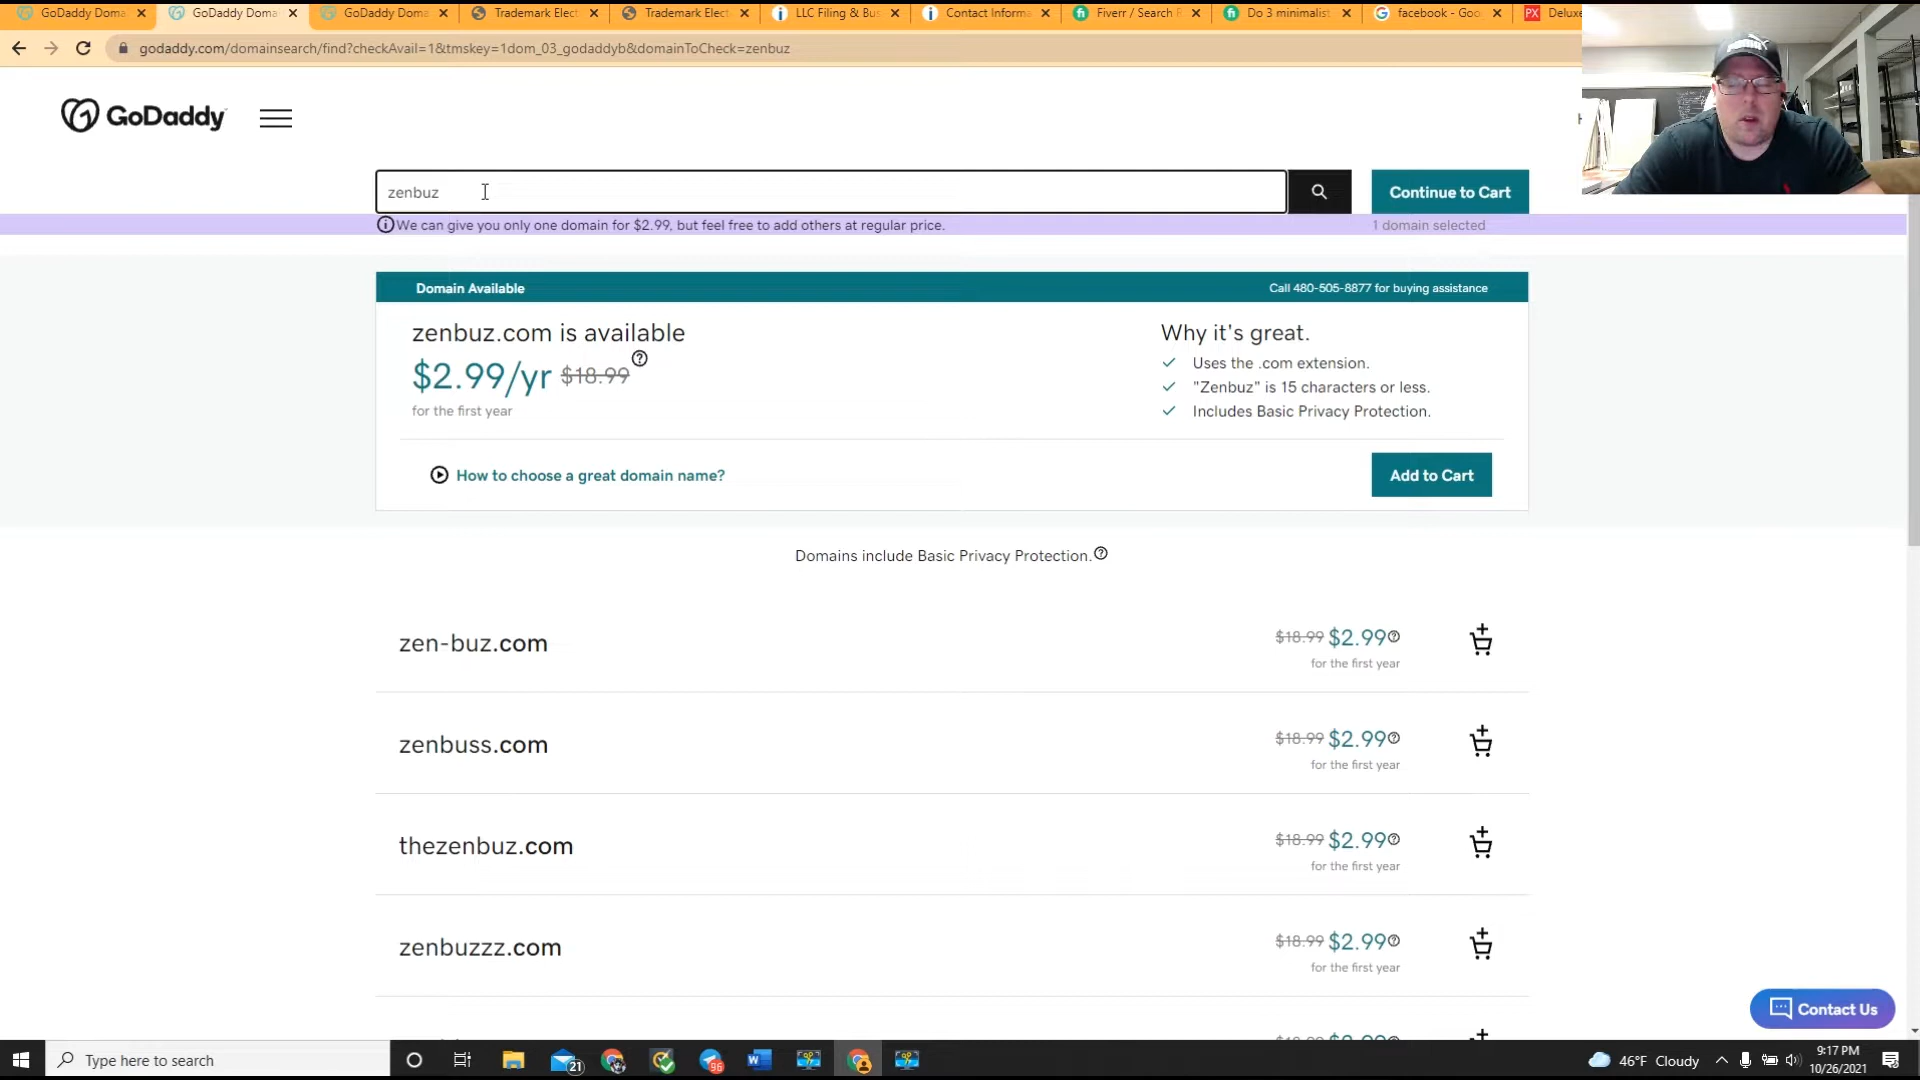 GoDaddy Doma
GoDaddy Doma
GoDaddy Doma
Trademark Elect
Trademark Elect
LLC Filing & Bus
Contact Informa
Fiverr / Search R
Do 3 minimalist
facebook - Goo
PX Deluxe
godaddy.com/domainsearch/find?checkAvail=1&tmskey=1dom_03_godaddyb&domainToCheck=zenbuz
GoDaddy
zenbuz
Continue to Cart
We can give you only one domain for $2.99, but feel free to add others at regular price.
1 domain selected
Domain Available
Call 480-505-8877 for buying assistance
zenbuz.com is available
$2.99/yr $18.99
for the first year
Why it's great.
Uses the .com extension.
"Zenbuz" is 15 characters or less.
Includes Basic Privacy Protection.
How to choose a great domain name?
Add to Cart
Domains include Basic Privacy Protection.
zen-buz.com
$18.99 $2.99
for the first year
zenbuss.com
$18.99 $2.99
for the first year
thezenbuz.com
$18.99 $2.99
for the first year
zenbuzzz.com
$18.99 $2.99
for the first year
Contact Us
Type here to search
21
96
46°F Cloudy
9:17 PM
10/26/2021